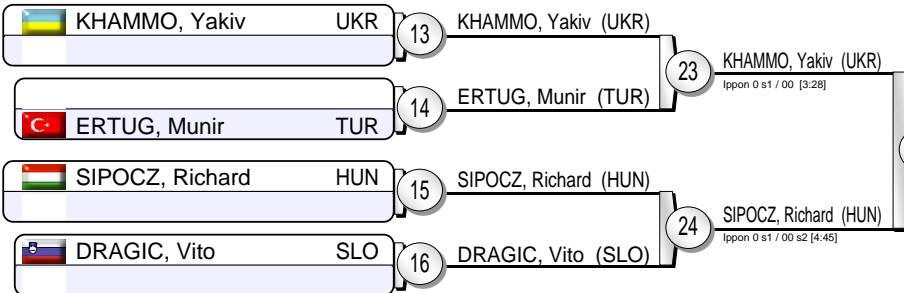 KHAMMO, Yakiv UKR
13
KHAMMO, Yakiv (UKR)
23
KHAMMO, Yakiv (UKR)
Ippon 0 s1 / 00 [3:28]
14
ERTUG, Munir (TUR)
ERTUG, Munir TUR
SIPOCZ, Richard HUN
15
SIPOCZ, Richard (HUN)
24
SIPOCZ, Richard (HUN)
Ippon 0 s1 / 00 s2 [4:45]
DRAGIC, Vito SLO
16
DRAGIC, Vito (SLO)